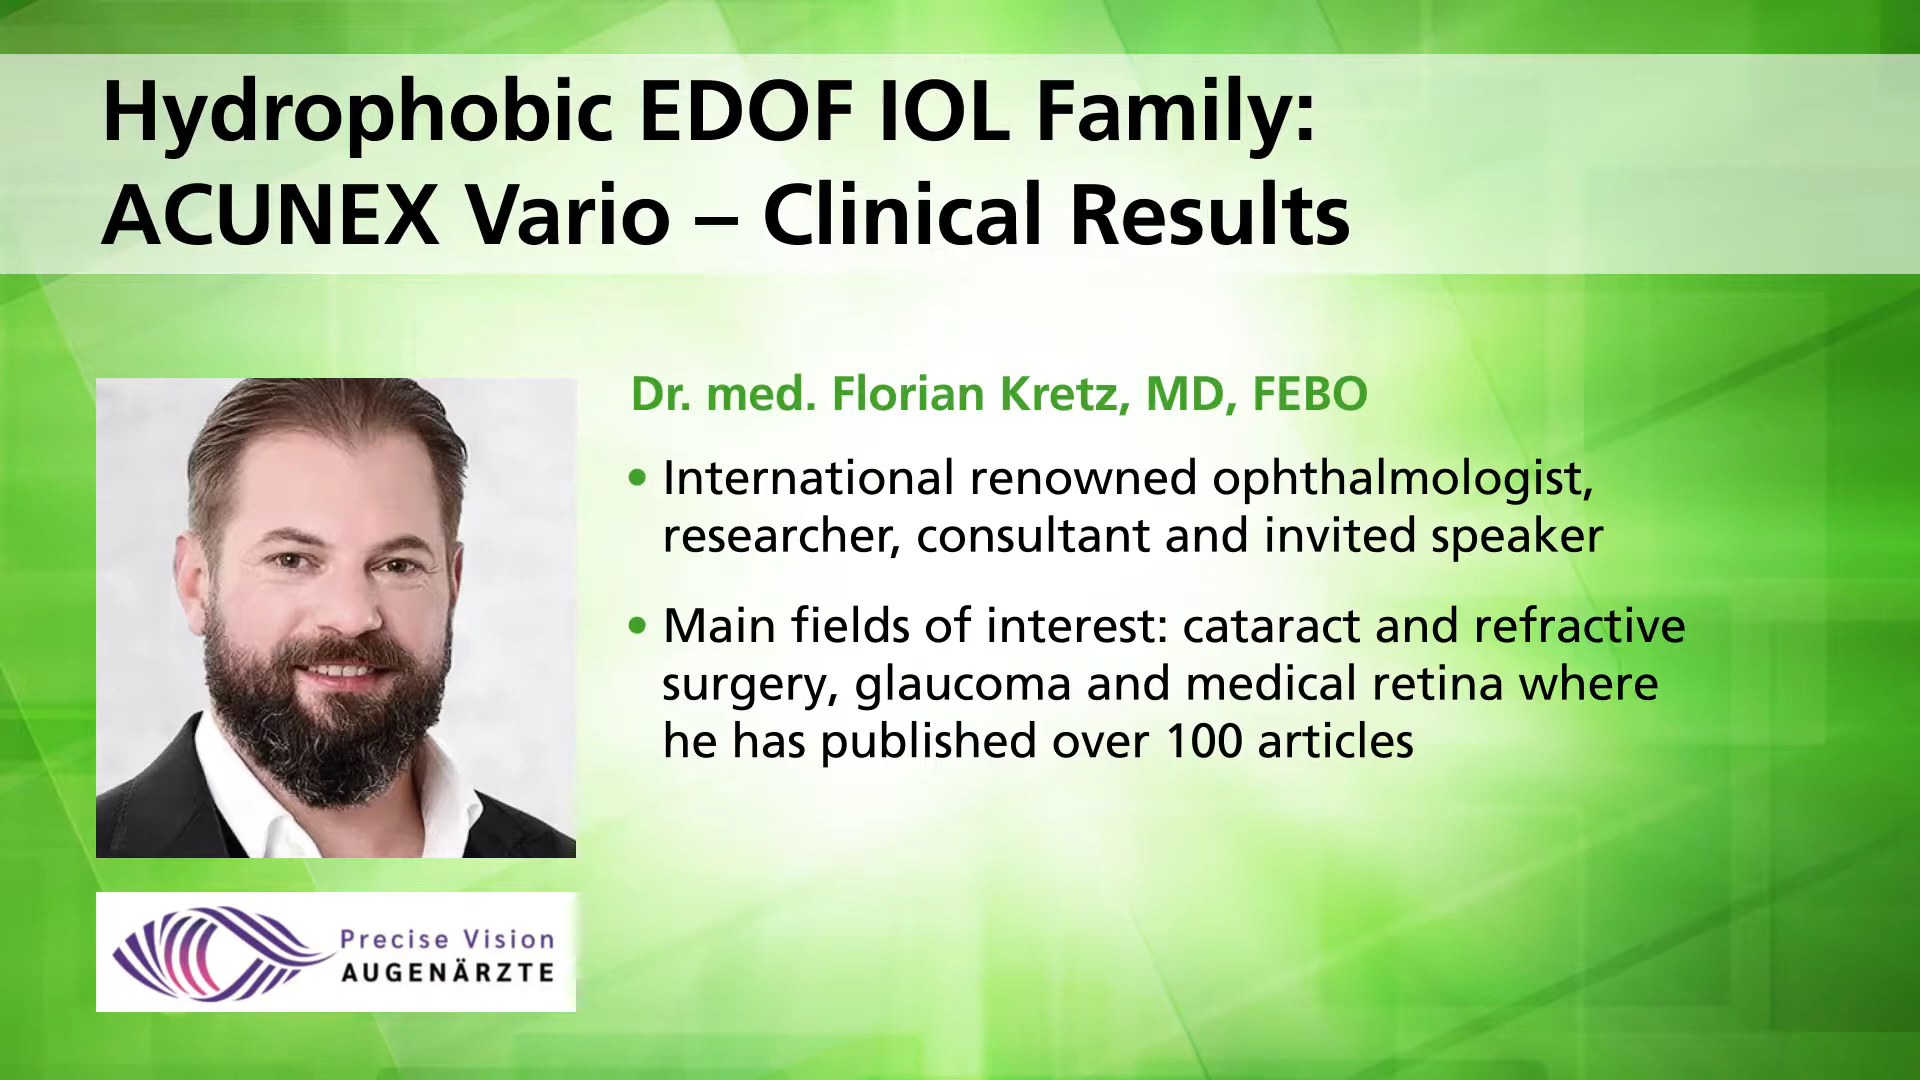 Hydrophobic EDOF IOL Family:
ACUNEX Vario – Clinical Results
Dr. med. Florian Kretz, MD, FEBO
• International renowned ophthalmologist,
researcher, consultant and invited speaker
• Main fields of interest: cataract and refractive
surgery, glaucoma and medical retina where
he has published over 100 articles
Precise Vision
AUGENÄRZTE